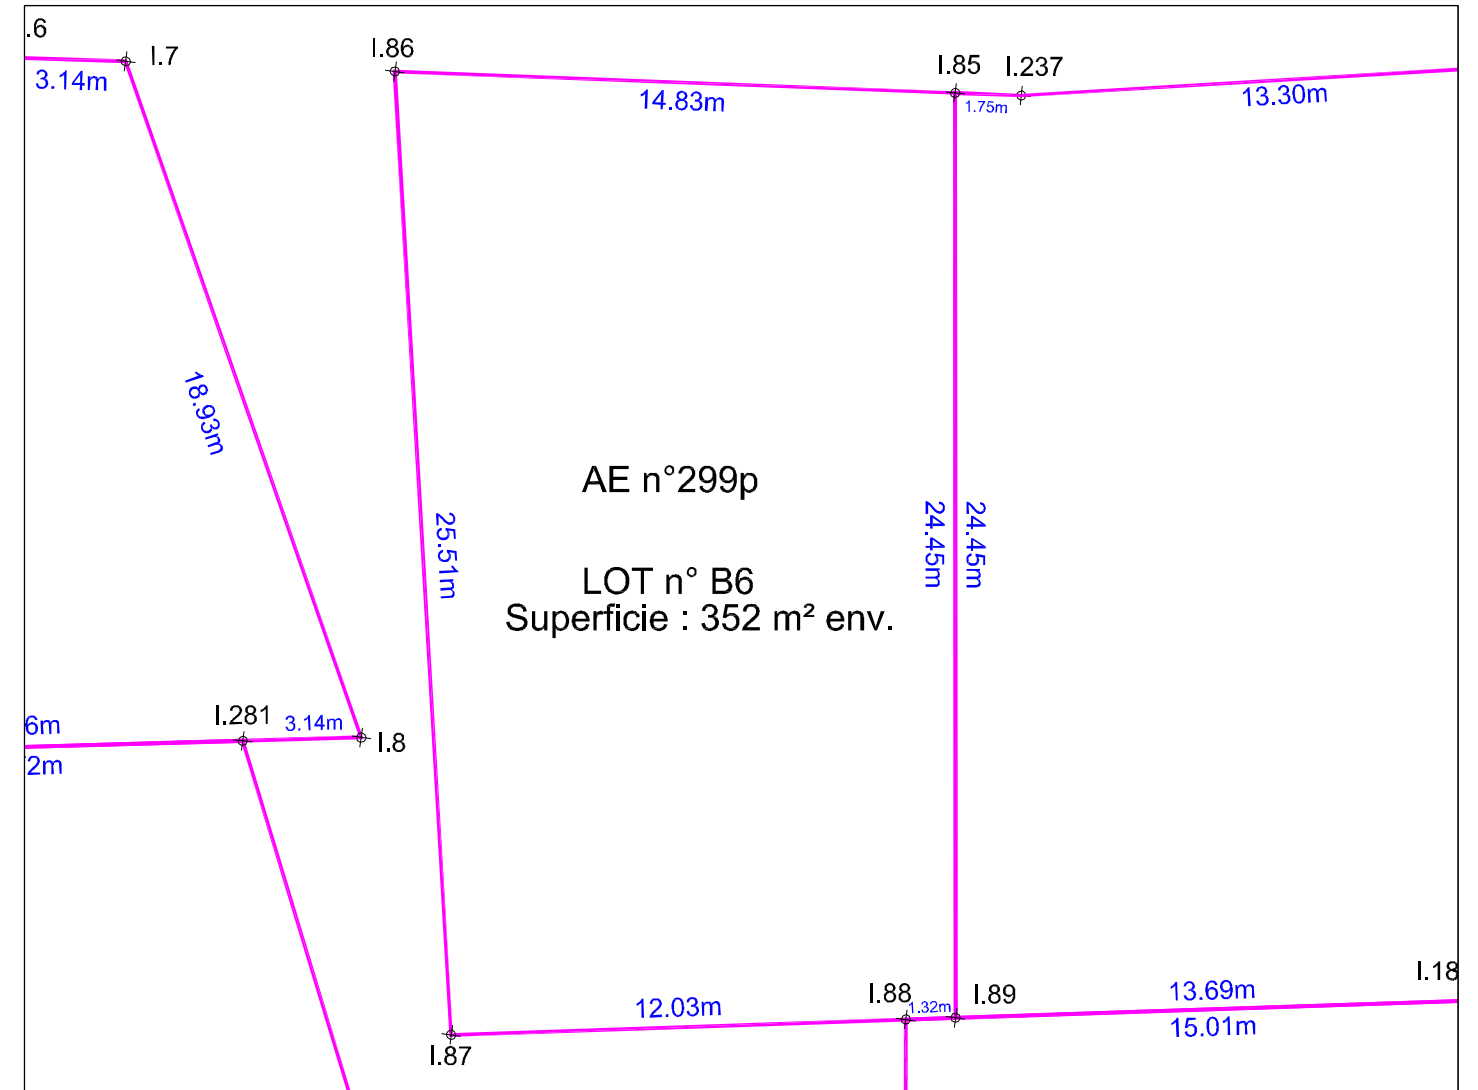 .6
I.7
3.14m
I.86
14.83m
I.85
I.237
1.75m
13.30m
18.93m
25.51m
AE n°299p
24.45m
24.45m
LOT n° B6
Superficie : 352 m² env.
6m
2m
I.281
3.14m
I.8
I.88
1.32m
I.89
12.03m
I.87
13.69m
15.01m
I.18